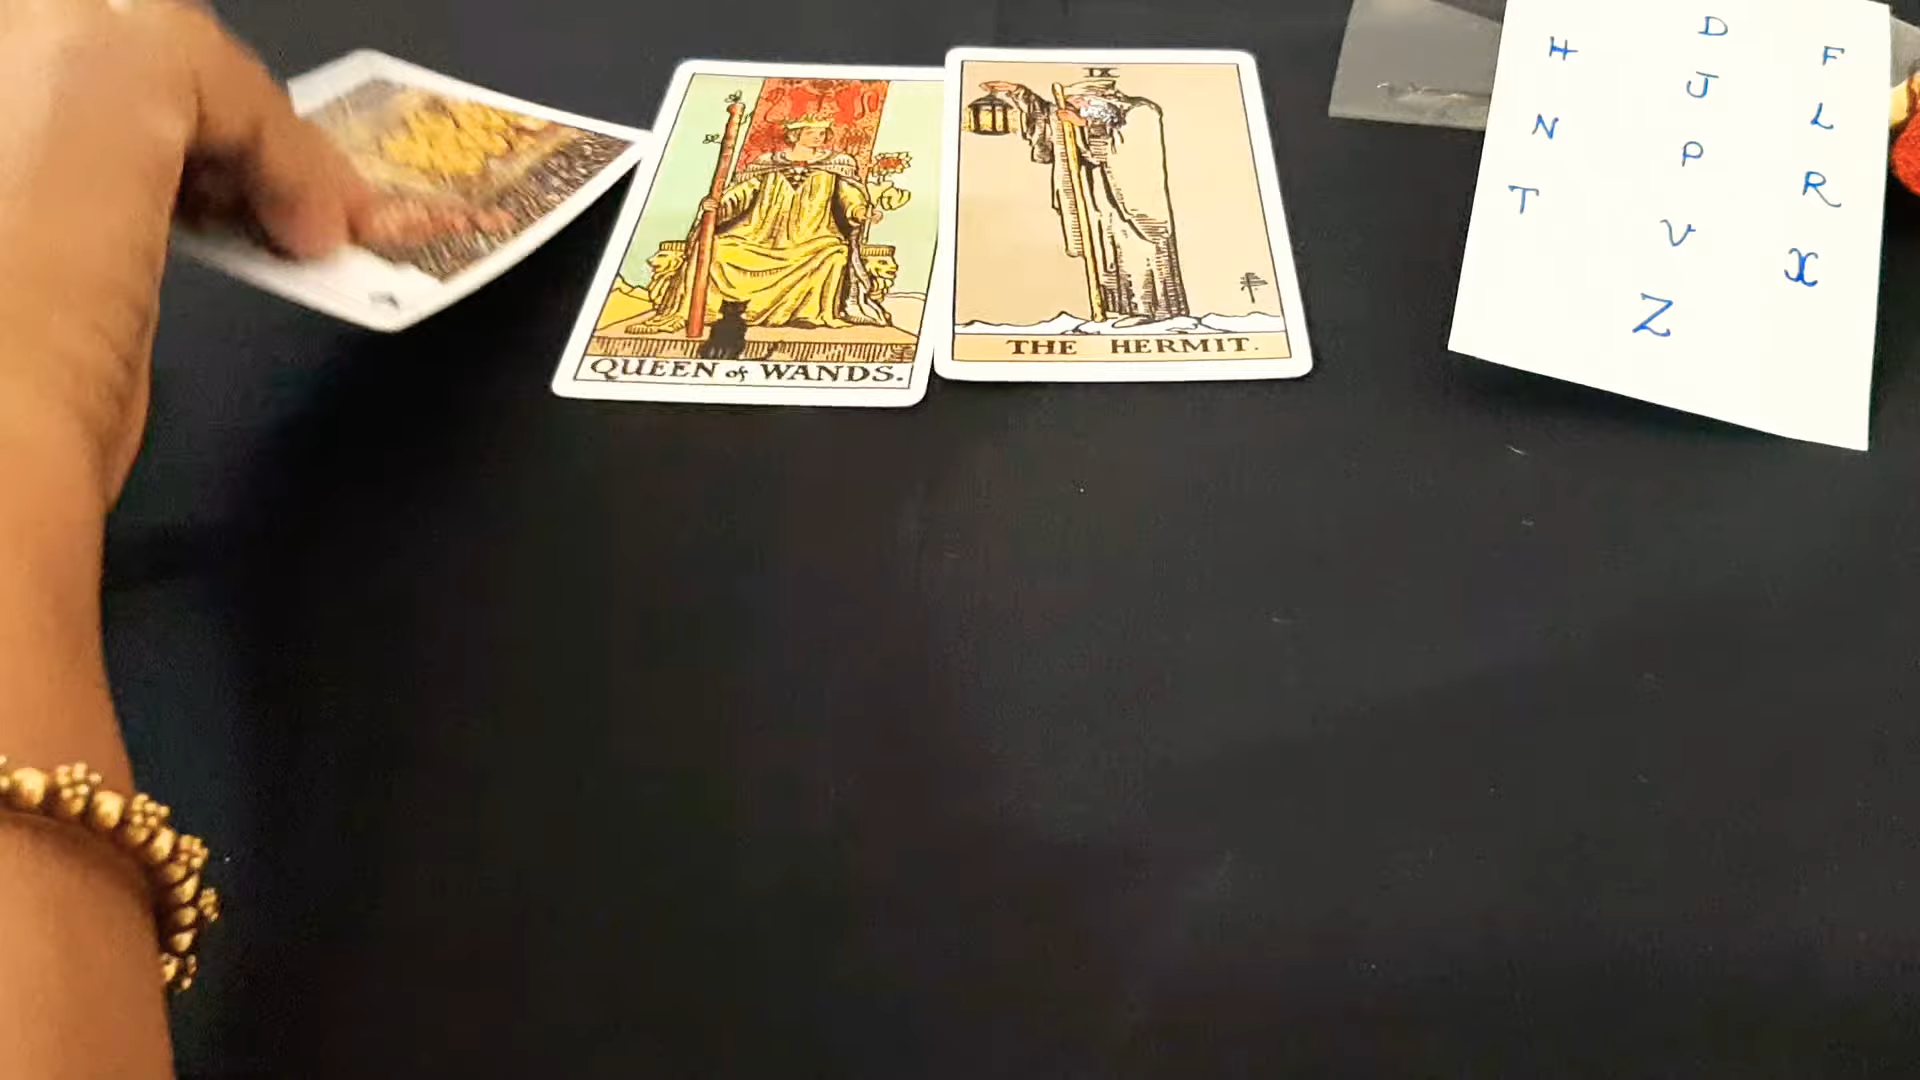 QUEEN of WANDS.
IX
THE HERMIT.
D
H F
J
N L
P
T R
V
X
Z